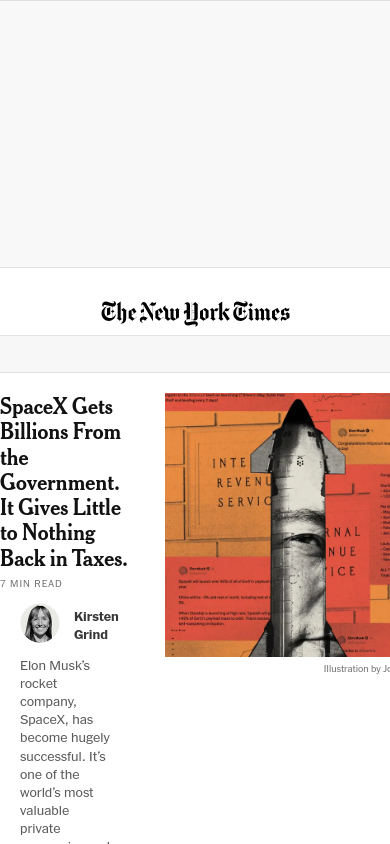 The New York Times
SpaceX Gets
Billions From
the
Government.
It Gives Little
to Nothing
Back in Taxes.
7 MIN READ
Kirsten
Grind
Elon Musk’s
rocket
company,
SpaceX, has
become hugely
successful. It’s
one of the
world’s most
valuable
private
INTE
REVENUE
SERVIC
RNAL
NUE
ICE
Illustration by Jo